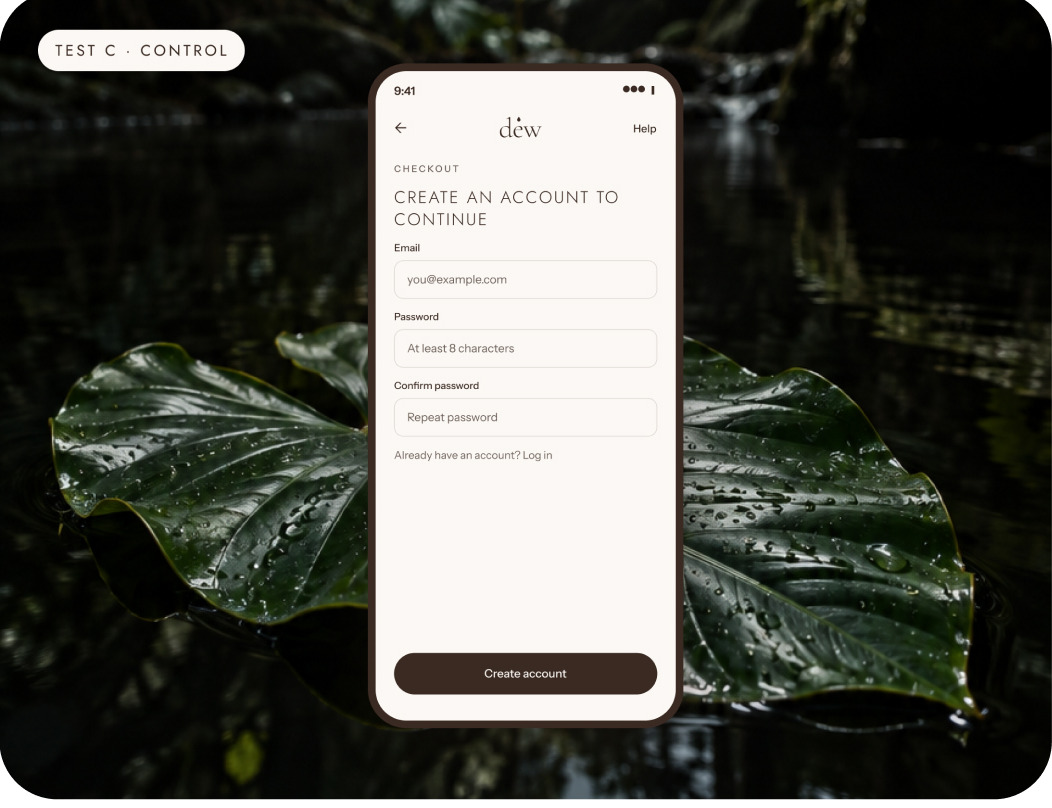 TEST C · CONTROL
9:41
dew
Help
CHECKOUT
CREATE AN ACCOUNT TO
CONTINUE
Email
you@example.com
Password
At least 8 characters
Confirm password
Repeat password
Already have an account? Log in
Create account